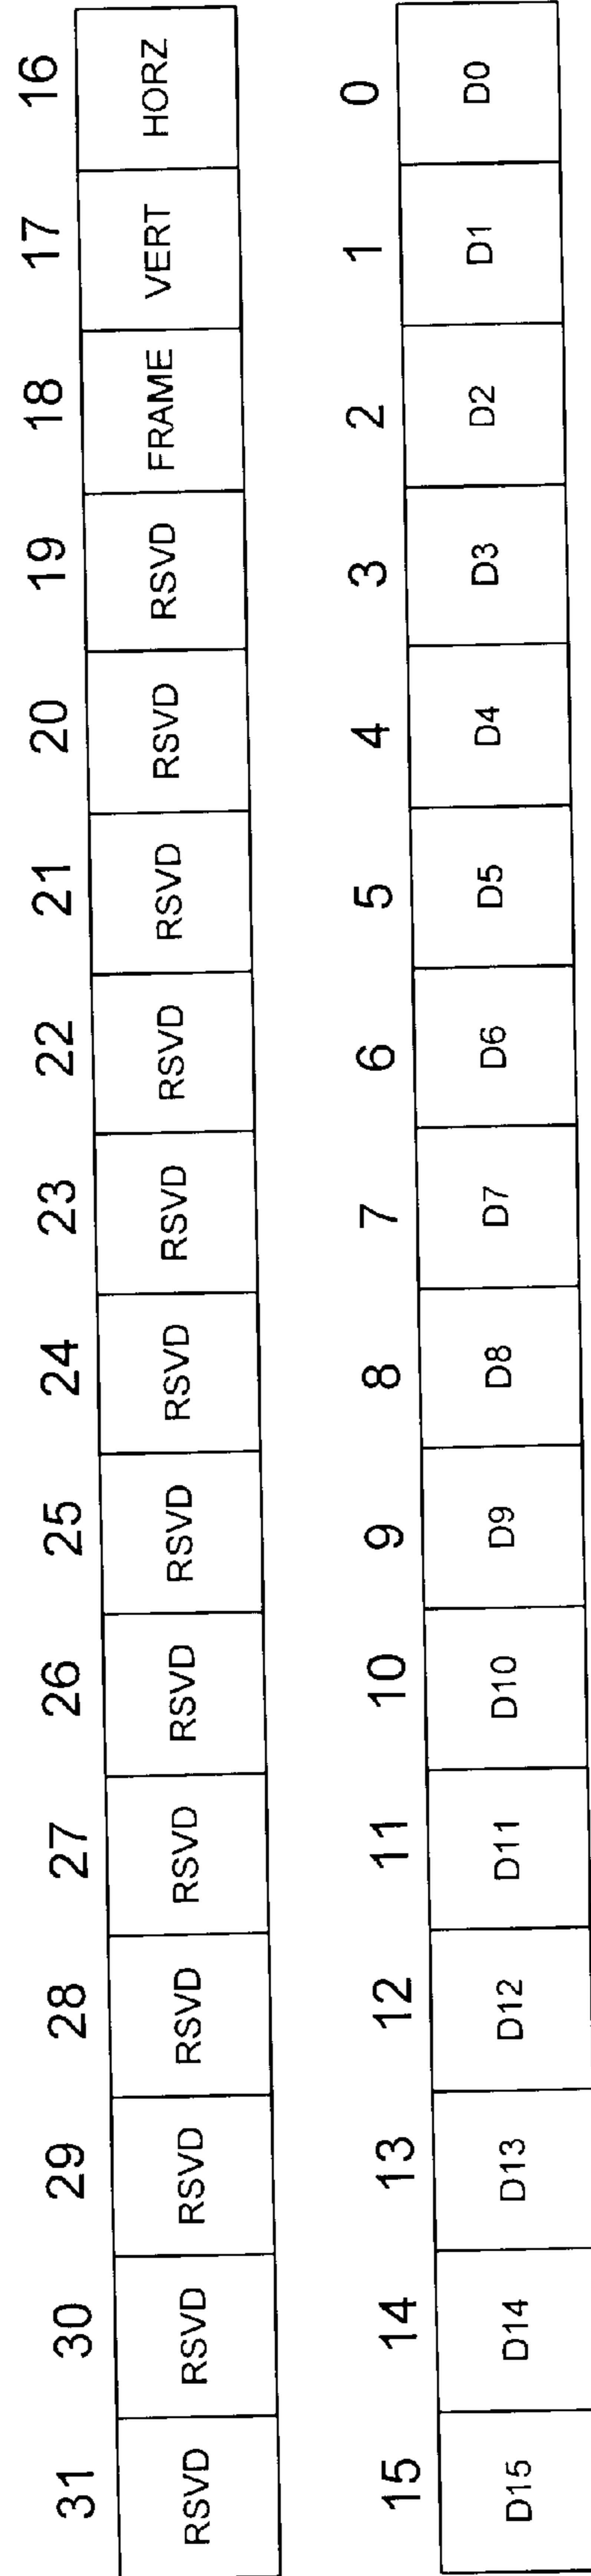 31 30 29 28 27 26 25 24 23 22 21 20 19 18 17 16
RSVD RSVD RSVD RSVD RSVD RSVD RSVD RSVD RSVD RSVD RSVD RSVD RSVD FRAME VERT HORZ
15 14 13 12 11 10 9 8 7 6 5 4 3 2 1 0
D15 D14 D13 D12 D11 D10 D9 D8 D7 D6 D5 D4 D3 D2 D1 D0